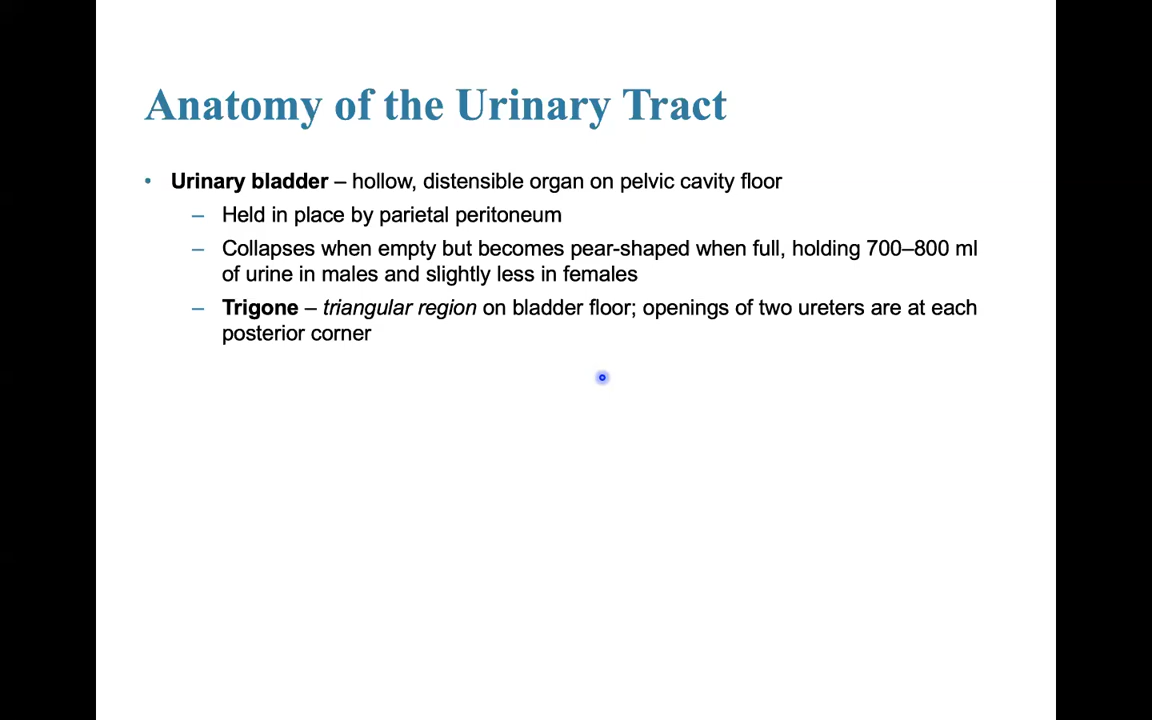 Anatomy of the Urinary Tract
• Urinary bladder – hollow, distensible organ on pelvic cavity floor
– Held in place by parietal peritoneum
– Collapses when empty but becomes pear-shaped when full, holding 700–800 ml
of urine in males and slightly less in females
– Trigone – triangular region on bladder floor; openings of two ureters are at each
posterior corner